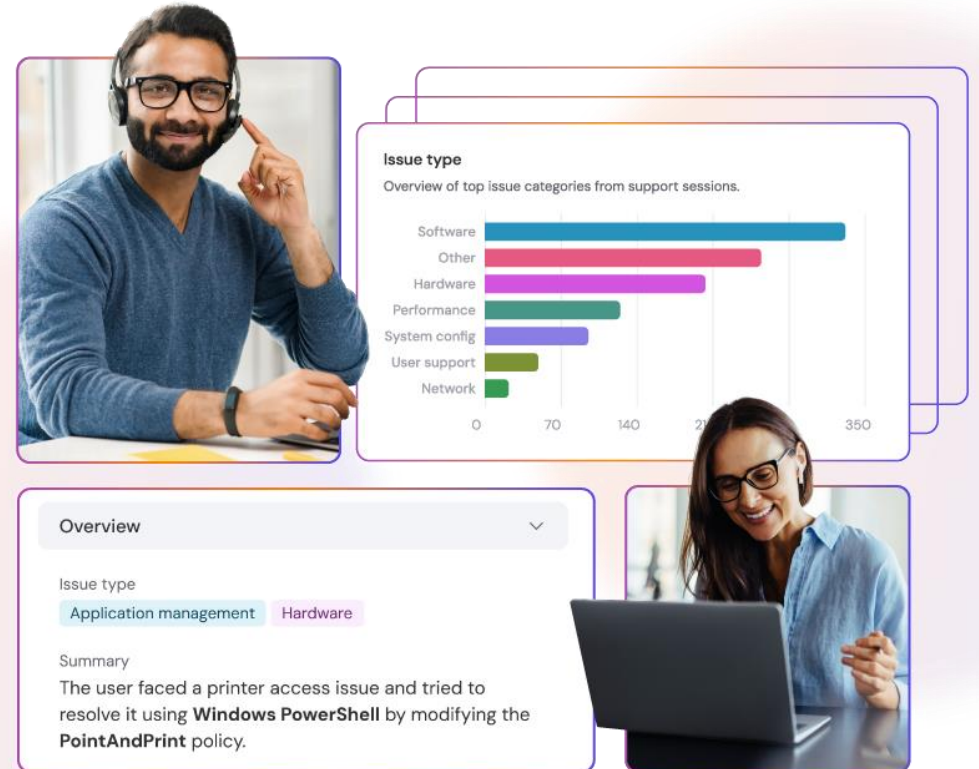 Issue type
Overview of top issue categories from support sessions.
Software
Other
Hardware
Performance
System config
User support
Network
0 70 140 350
Overview
Issue type
Application management Hardware
Summary
The user faced a printer access issue and tried to
resolve it using Windows PowerShell by modifying the
PointAndPrint policy.